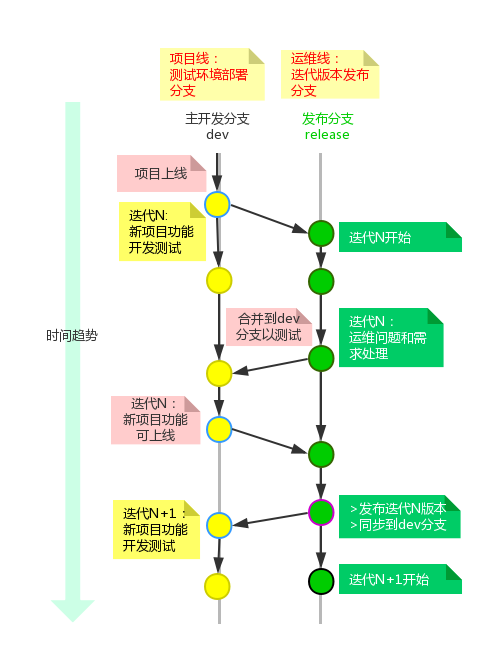 项目线：
测试环境部署
分支
运维线：
迭代版本发布
分支
主开发分支
dev
发布分支
release
项目上线
迭代N:
新项目功能
开发测试
迭代N开始
合并到dev
分支以测试
迭代N：
运维问题和需
求处理
时间趋势
迭代N：
新项目功能
可上线
迭代N+1：
新项目功能
开发测试
>发布迭代N版本
>同步到dev分支
迭代N+1开始